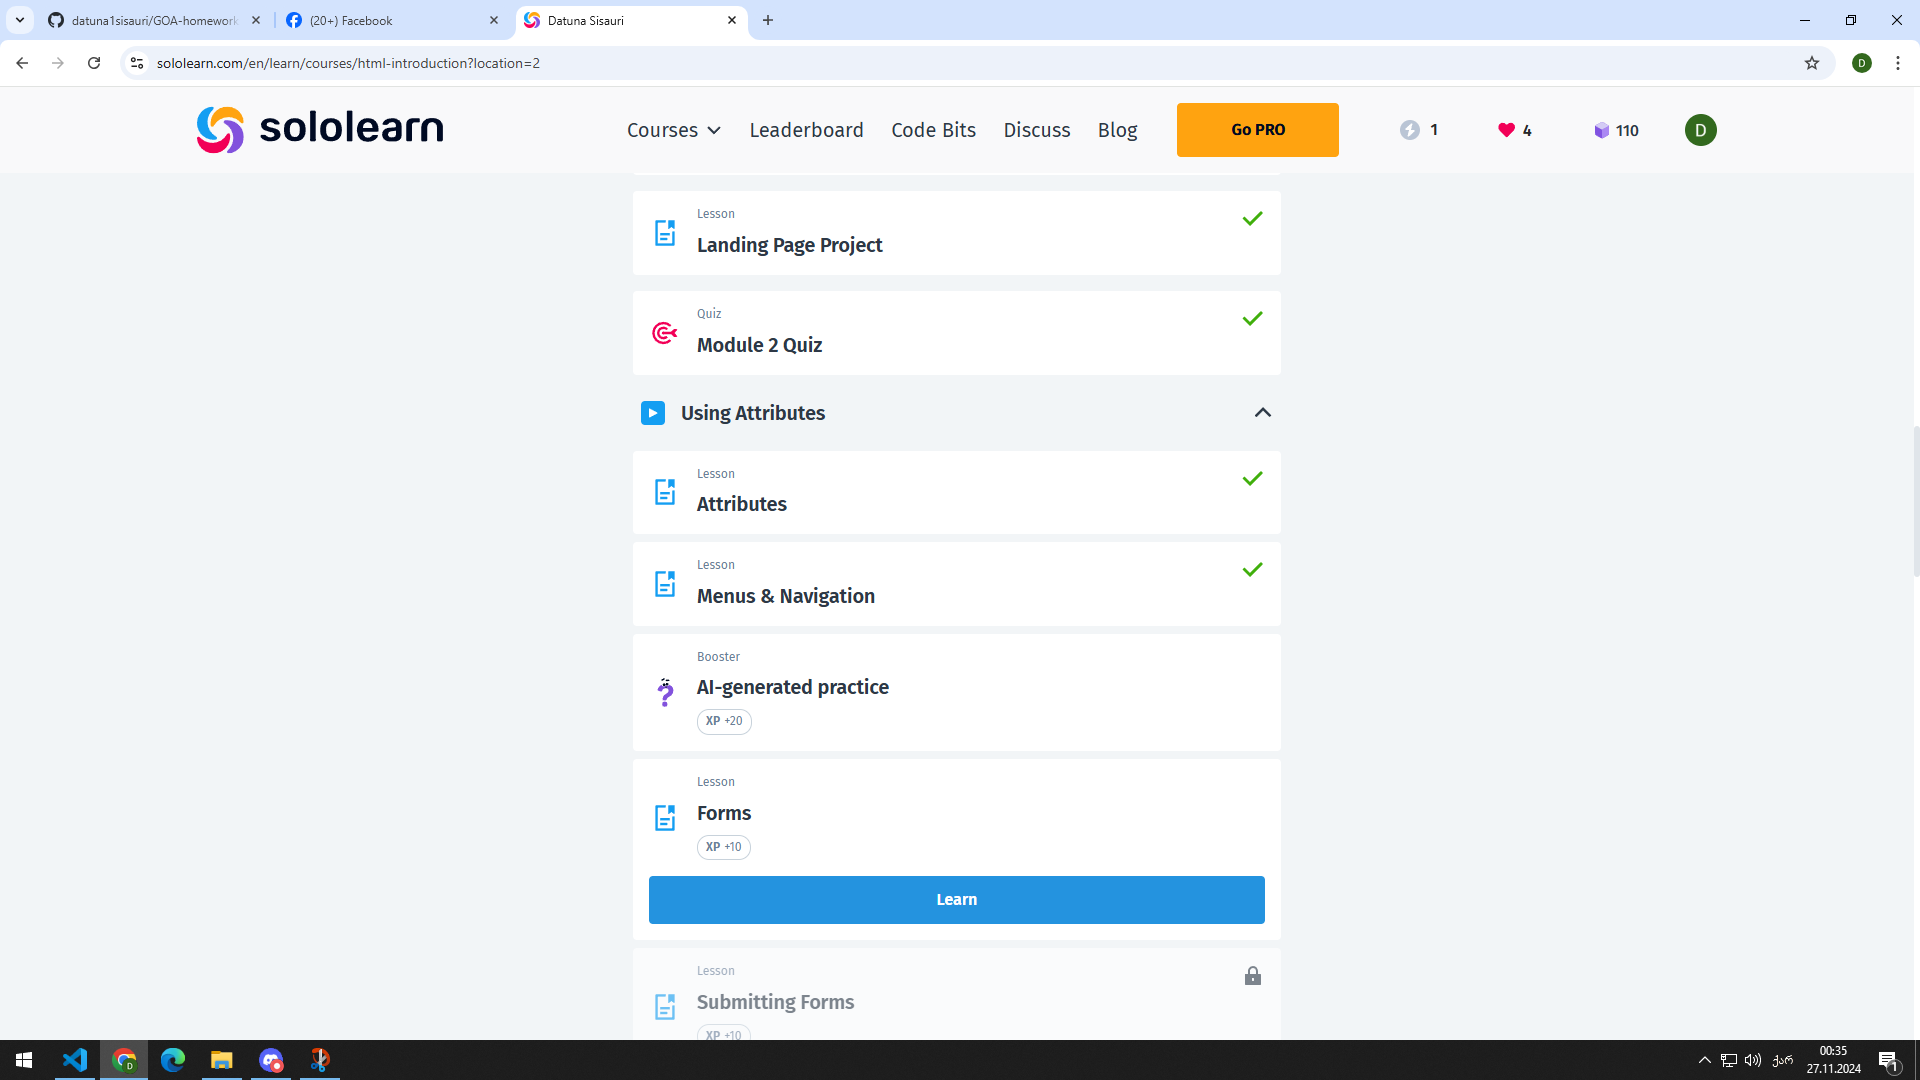 datuna1sisauri/GOA-homework
(20+) Facebook
Datuna Sisauri
sololearn.com/en/learn/courses/html-introduction?location=2
D
sololearn
Courses
Leaderboard
Code Bits
Discuss
Blog
Go PRO
1
4
110
D
Lesson
Landing Page Project
Quiz
Module 2 Quiz
Using Attributes
Lesson
Attributes
Lesson
Menus & Navigation
Booster
AI-generated practice
XP +20
Lesson
Forms
XP +10
Learn
Lesson
Submitting Forms
XP +10
D
ქარ
00:35
27.11.2024
1